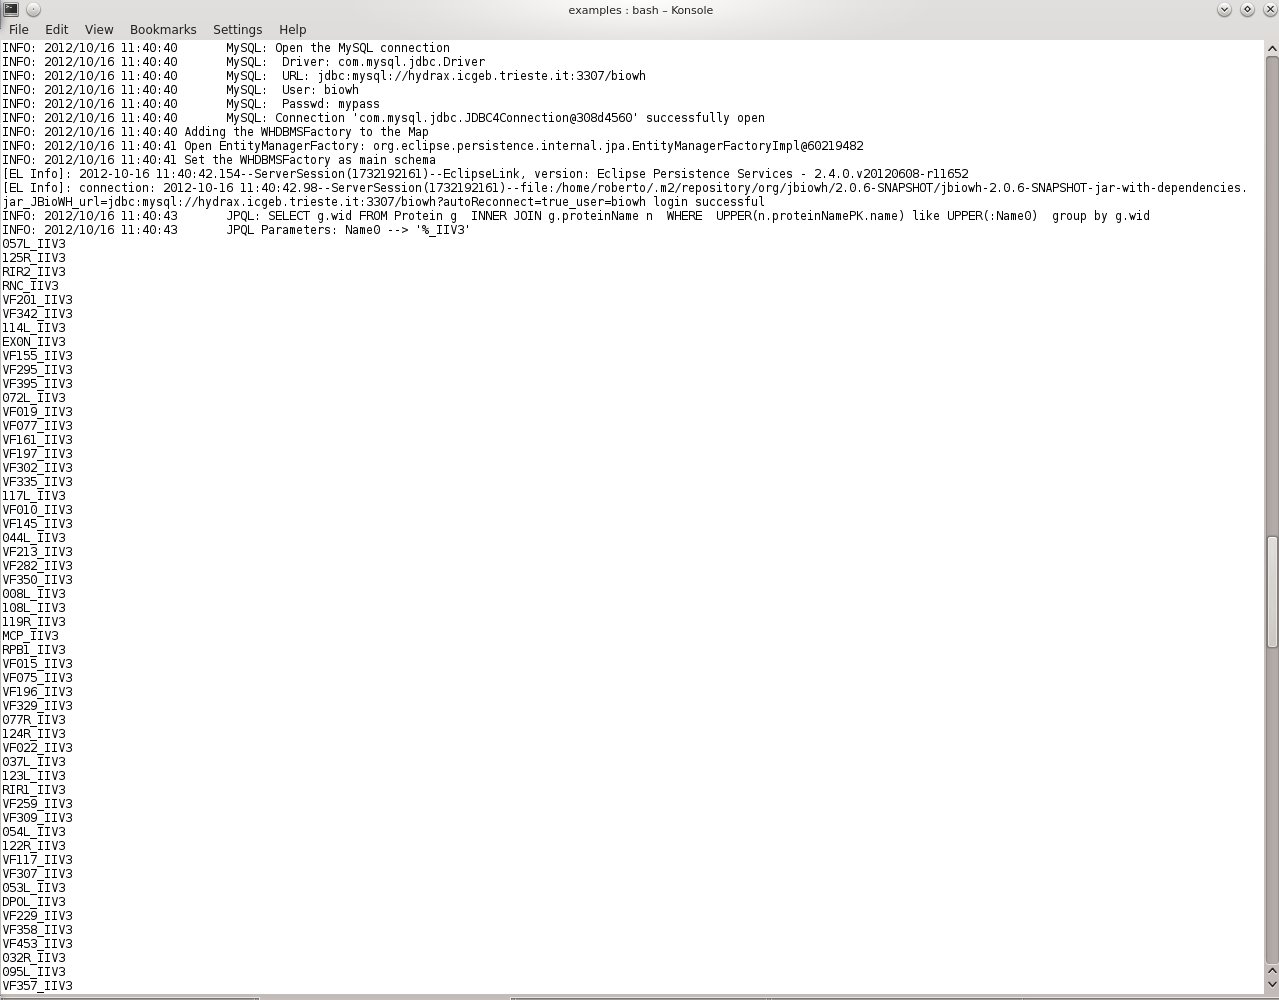 examples : bash – Konsole
File Edit View Bookmarks Settings Help
INFO: 2012/10/16 11:40:40 MySQL: Open the MySQL connection
INFO: 2012/10/16 11:40:40 MySQL: Driver: com.mysql.jdbc.Driver
INFO: 2012/10/16 11:40:40 MySQL: URL: jdbc:mysql://hydrax.icgeb.trieste.it:3307/biowh
INFO: 2012/10/16 11:40:40 MySQL: User: biowh
INFO: 2012/10/16 11:40:40 MySQL: Passwd: mypass
INFO: 2012/10/16 11:40:40 MySQL: Connection 'com.mysql.jdbc.JDBC4Connection@308d4560' successfully open
INFO: 2012/10/16 11:40:40 Adding the WHDBMSFactory to the Map
INFO: 2012/10/16 11:40:41 Open EntityManagerFactory: org.eclipse.persistence.internal.jpa.EntityManagerFactoryImpl@60219482
INFO: 2012/10/16 11:40:41 Set the WHDBMSFactory as main schema
[EL Info]: 2012-10-16 11:40:42.154--ServerSession(1732192161)--EclipseLink, version: Eclipse Persistence Services - 2.4.0.v20120608-r11652
[EL Info]: connection: 2012-10-16 11:40:42.98--ServerSession(1732192161)--file:/home/roberto/.m2/repository/org/jbiowh/2.0.6-SNAPSHOT/jbiowh-2.0.6-SNAPSHOT-jar-with-dependencies.
jar_JBioWH_url=jdbc:mysql://hydrax.icgeb.trieste.it:3307/biowh?autoReconnect=true_user=biowh login successful
INFO: 2012/10/16 11:40:43 JPQL: SELECT g.wid FROM Protein g INNER JOIN g.proteinName n WHERE UPPER(n.proteinNamePK.name) like UPPER(:Name0) group by g.wid
INFO: 2012/10/16 11:40:43 JPQL Parameters: Name0 --> '%_IIV3'
057L_IIV3
125R_IIV3
RIR2_IIV3
RNC_IIV3
VF201_IIV3
VF342_IIV3
114L_IIV3
EX0N_IIV3
VF155_IIV3
VF295_IIV3
VF395_IIV3
072L_IIV3
VF019_IIV3
VF077_IIV3
VF161_IIV3
VF197_IIV3
VF302_IIV3
VF335_IIV3
117L_IIV3
VF010_IIV3
VF145_IIV3
044L_IIV3
VF213_IIV3
VF282_IIV3
VF350_IIV3
008L_IIV3
108L_IIV3
119R_IIV3
MCP_IIV3
RPB1_IIV3
VF015_IIV3
VF075_IIV3
VF196_IIV3
VF329_IIV3
077R_IIV3
124R_IIV3
VF022_IIV3
037L_IIV3
123L_IIV3
RIR1_IIV3
VF259_IIV3
VF309_IIV3
054L_IIV3
122R_IIV3
VF117_IIV3
VF307_IIV3
053L_IIV3
DPOL_IIV3
VF229_IIV3
VF358_IIV3
VF453_IIV3
032R_IIV3
095L_IIV3
VF357_IIV3